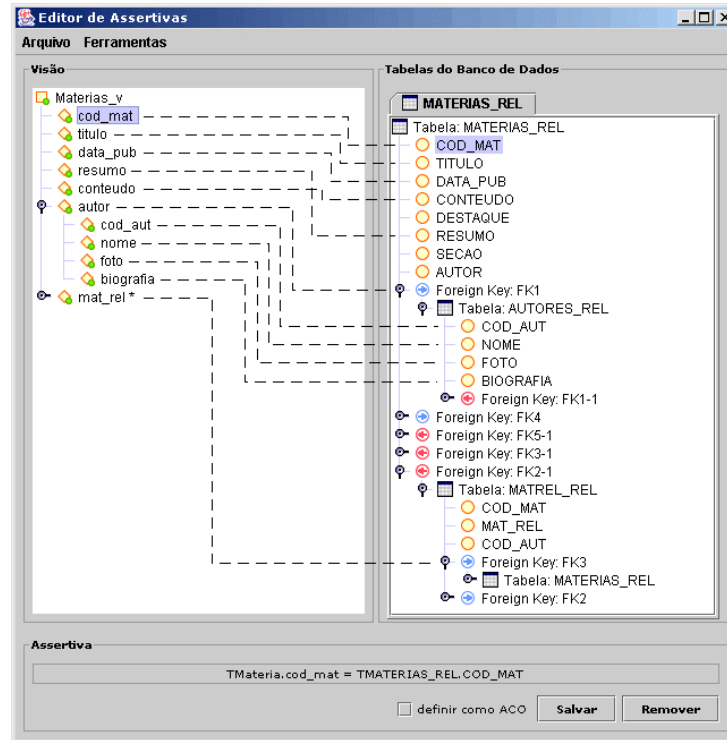 Editor de Assertivas
Arquivo Ferramentas
Visão
Materias_v
cod_mat
titulo
data_pub
resumo
conteudo
autor
cod_aut
nome
foto
biografia
mat_rel *
Tabelas do Banco de Dados
MATERIAS_REL
Tabela: MATERIAS_REL
COD_MAT
TITULO
DATA_PUB
CONTEUDO
DESTAQUE
RESUMO
SECAO
AUTOR
Foreign Key: FK1
Tabela: AUTORES_REL
COD_AUT
NOME
FOTO
BIOGRAFIA
Foreign Key: FK1-1
Foreign Key: FK4
Foreign Key: FK5-1
Foreign Key: FK3-1
Foreign Key: FK2-1
Tabela: MATREL_REL
COD_MAT
MAT_REL
COD_AUT
Foreign Key: FK3
Tabela: MATERIAS_REL
Foreign Key: FK2
Assertiva
TMateria.cod_mat = TMATERIAS_REL.COD_MAT
definir como ACO Salvar Remover